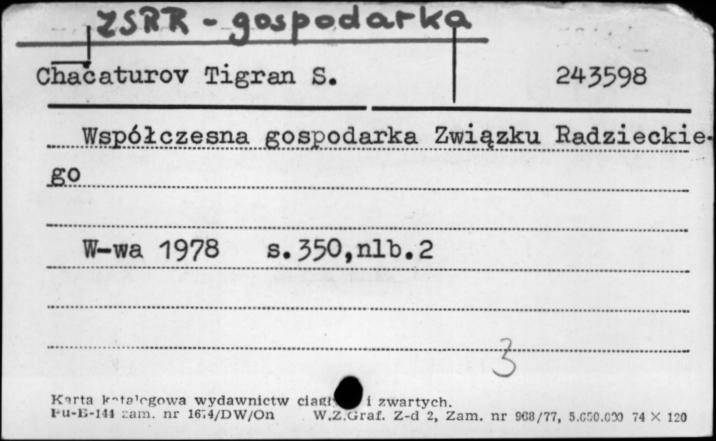 ZSRR - gospodarka
Chačaturov Tigran S. 243598
Współczesna gospodarka Związku Radzieckie-
go
W-wa 1978 s.350,nlb.2
3
Karta katalogowa wydawnictw i zwartych.
Pu-B-144 zam. nr 1674/DW/On W.Z.Graf. Z-d 2, Zam. nr 908/77, 5.050.000 74 × 120